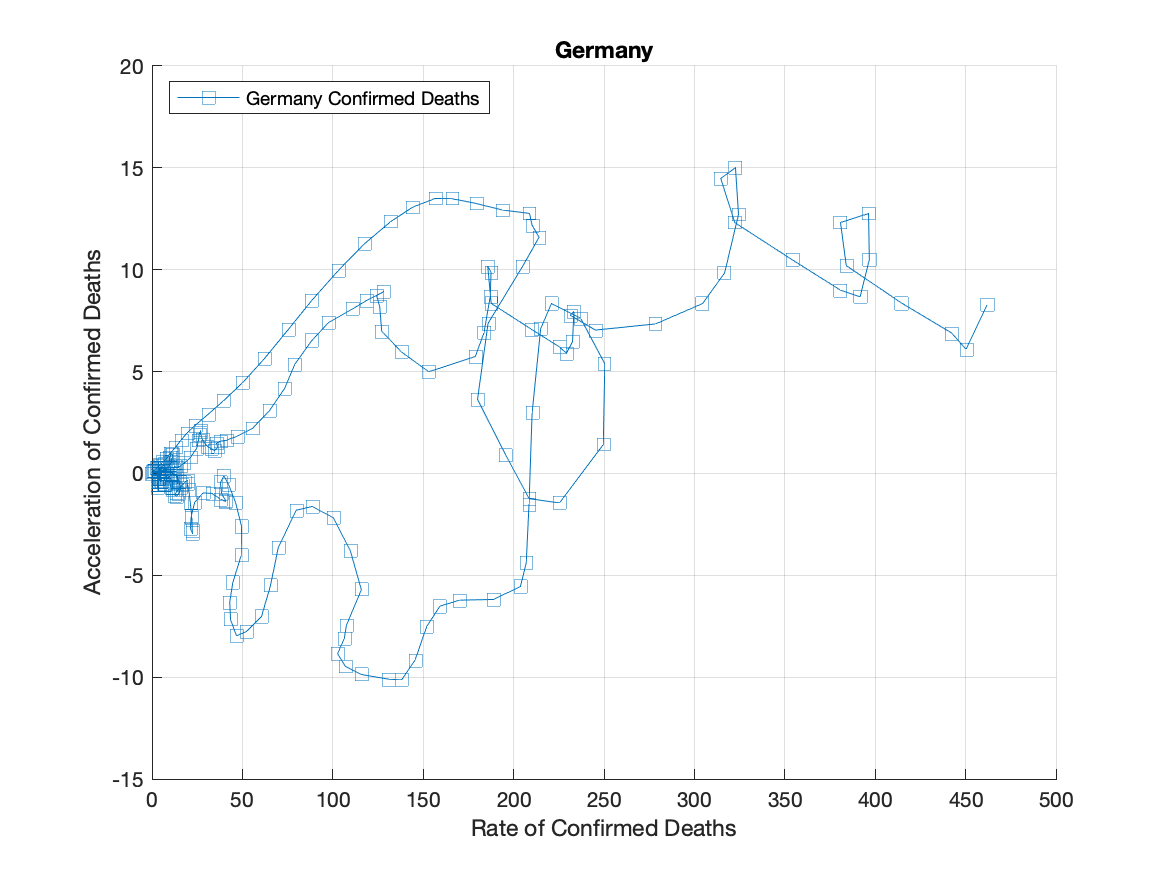 Germany
Germany Confirmed Deaths
20
15
10
5
0
-5
-10
-15
Acceleration of Confirmed Deaths
0 50 100 150 200 250 300 350 400 450 500
Rate of Confirmed Deaths